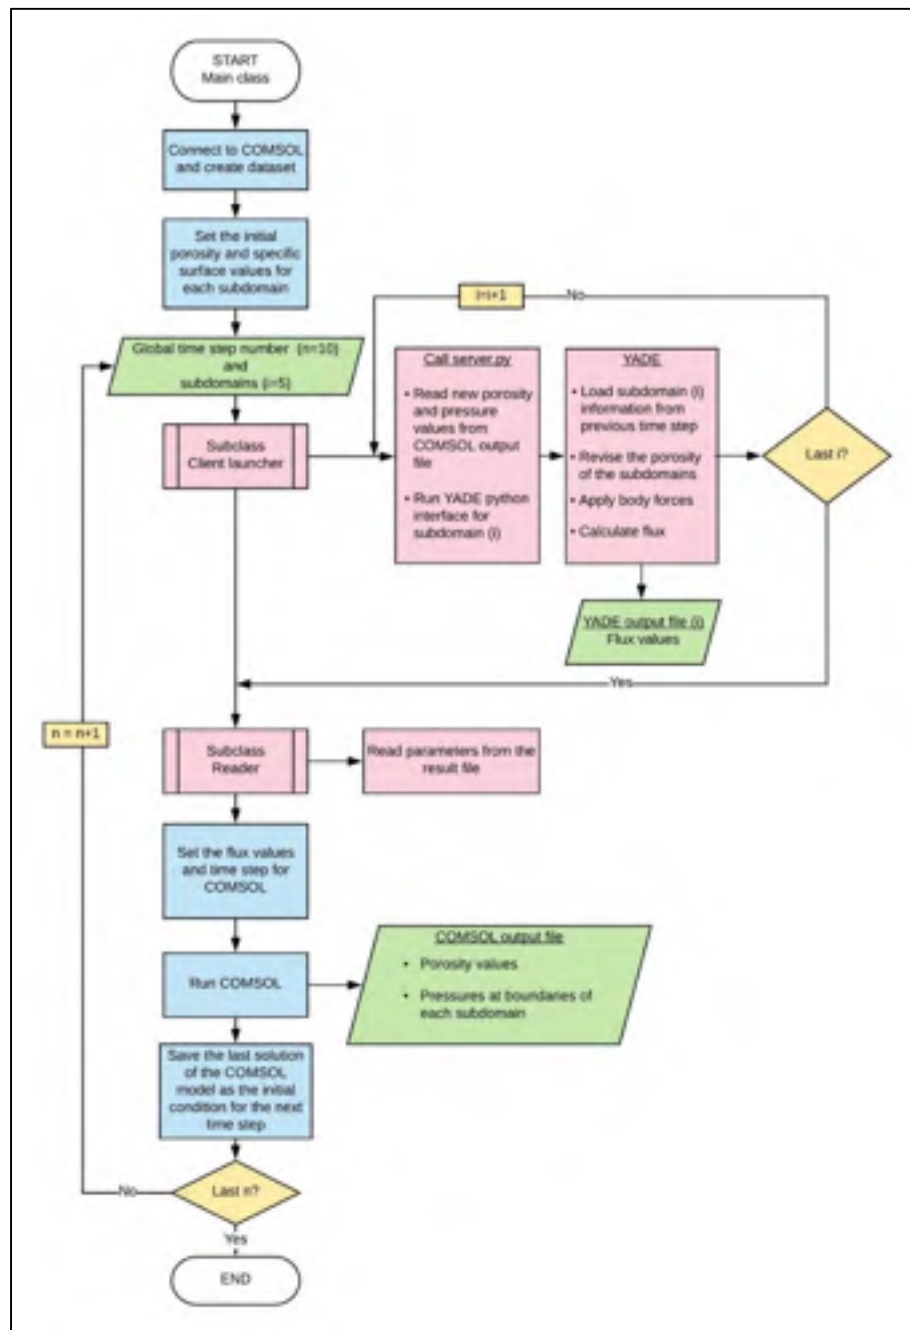 START
Main class
Connect to COMSOL
and create dataset
Set the initial
porosity and specific
surface values for
each subdomain
i=i+1
No
Global time step number (n=10)
and
subdomains (i=5)
Subclass
Client launcher
Call server.py
• Read new porosity
and pressure
values from
COMSOL output
file
• Run YADE python
interface for
subdomain (i)
YADE
• Load subdomain (i)
information from
previous time step
• Revise the porosity
of the subdomains
• Apply body forces
• Calculate flux
Last i?
YADE output file (i)
Flux values
Yes
n = n+1
Subclass
Reader
Read parameters from the
result file
Set the flux values
and time step for
COMSOL
Run COMSOL
COMSOL output file
• Porosity values
• Pressures at boundaries of
each subdomain
Save the last solution
of the COMSOL
model as the initial
condition for the next
time step
No
Last n?
Yes
END